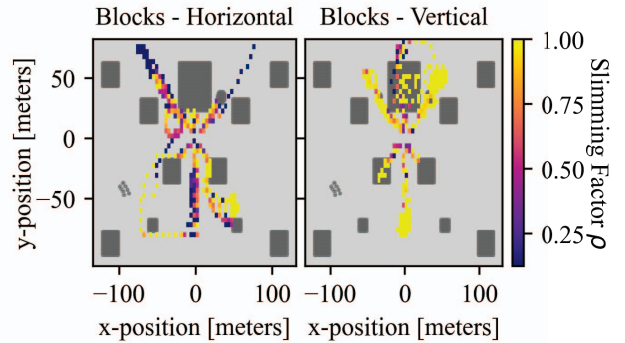 Blocks - Horizontal
Blocks - Vertical
y-position [meters]
50
0
−50
−100
0
100
x-position [meters]
−100
0
100
x-position [meters]
1.00
0.75
0.50
0.25
Slimming Factor ρ